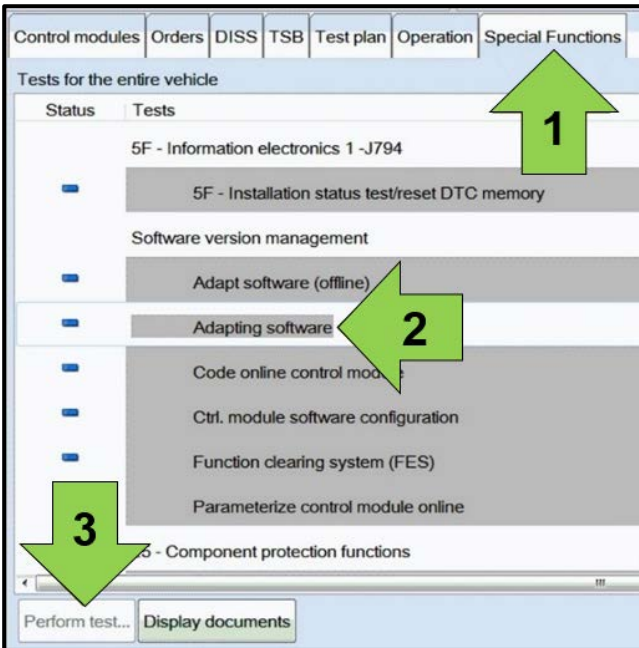 Control modules Orders DISS TSB Test plan Operation Special Functions
Tests for the entire vehicle
Status Tests
1
5F - Information electronics 1 -J794
5F - Installation status test/reset DTC memory
Software version management
Adapt software (offline)
Adapting software 2
Code online control module
Ctrl. module software configuration
Function clearing system (FES)
Parameterize control module online
3
5 - Component protection functions
Perform test... Display documents